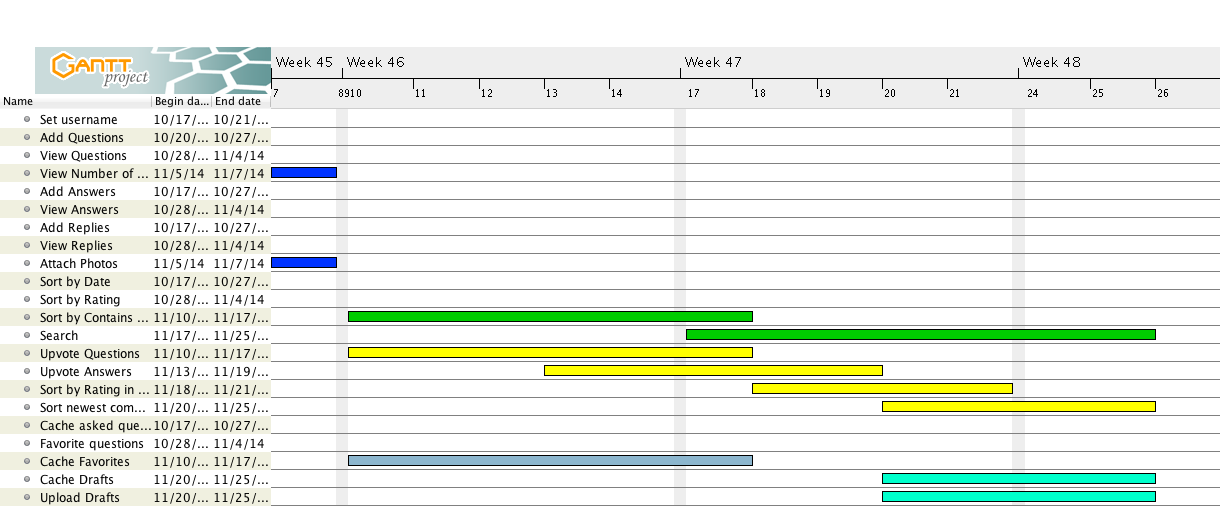 GANTT project
Week 45 Week 46 Week 47 Week 48
7 8 9 10 11 12 13 14 17 18 19 20 21 24 25 26
Name Begin da... End date
Set username 10/17/... 10/21/...
Add Questions 10/20/... 10/27/...
View Questions 10/28/... 11/4/14
View Number of ... 11/5/14 11/7/14
Add Answers 10/17/... 10/27/...
View Answers 10/28/... 11/4/14
Add Replies 10/17/... 10/27/...
View Replies 10/28/... 11/4/14
Attach Photos 11/5/14 11/7/14
Sort by Date 10/17/... 10/27/...
Sort by Rating 10/28/... 11/4/14
Sort by Contains ... 11/10/... 11/17/...
Search 11/17/... 11/25/...
Upvote Questions 11/10/... 11/17/...
Upvote Answers 11/13/... 11/19/...
Sort by Rating in ... 11/18/... 11/21/...
Sort newest com... 11/20/... 11/25/...
Cache asked que... 10/17/... 10/27/...
Favorite questions 10/28/... 11/4/14
Cache Favorites 11/10/... 11/17/...
Cache Drafts 11/20/... 11/25/...
Upload Drafts 11/20/... 11/25/...